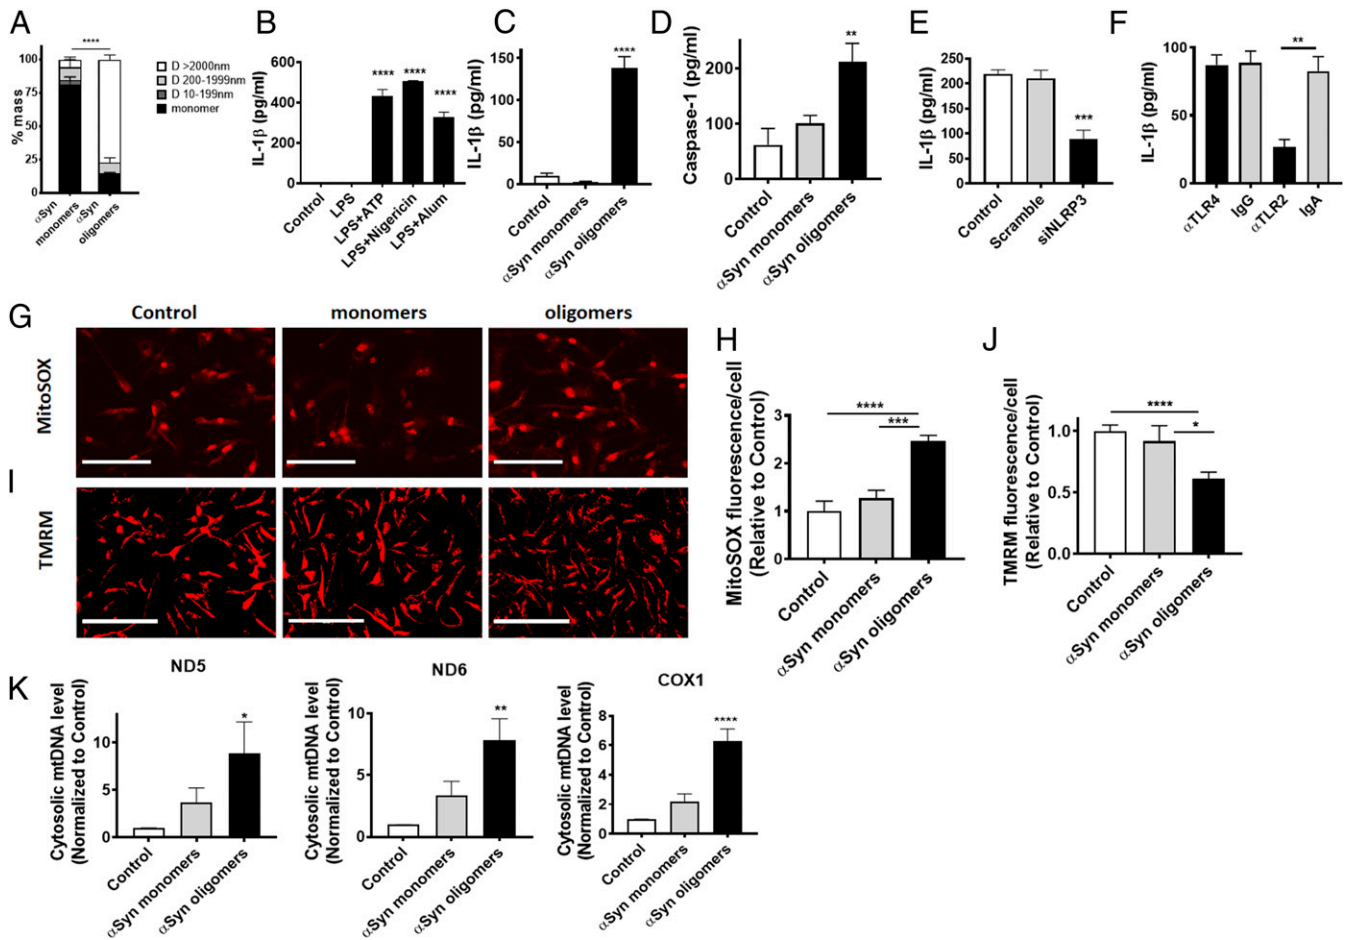 A
****
% mass
100
75
50
25
0
αSyn
monomers
αSyn
oligomers
D >2000nm
D 200-1999nm
D 10-199nm
monomer
B
IL-1β (pg/ml)
600
400
200
0
****
****
****
Control
LPS
LPS+ATP
LPS+Nigericin
LPS+Alum
C
IL-1β (pg/ml)
150
100
50
0
****
Control
αSyn monomers
αSyn oligomers
D
Caspase-1 (pg/ml)
200
100
0
**
Control
αSyn monomers
αSyn oligomers
E
IL-1β (pg/ml)
250
200
150
100
50
0
***
Control
Scramble
siNLRP3
F
IL-1β (pg/ml)
100
50
0
**
αTLR4
IgG
αTLR2
IgA
G
Control
monomers
oligomers
MitoSOX
H
MitoSOX fluorescence/cell
(Relative to Control)
3
2
1
0
****
***
Control
αSyn monomers
αSyn oligomers
I
TMRM
J
TMRM fluorescence/cell
(Relative to Control)
1.0
0.5
0.0
****
*
Control
αSyn monomers
αSyn oligomers
K
ND5
Cytosolic mtDNA level
(Normalized to Control)
10
5
0
*
Control
αSyn monomers
αSyn oligomers
ND6
Cytosolic mtDNA level
(Normalized to Control)
10
5
0
**
Control
αSyn monomers
αSyn oligomers
COX1
Cytosolic mtDNA level
(Normalized to Control)
8
6
4
2
0
****
Control
αSyn monomers
αSyn oligomers